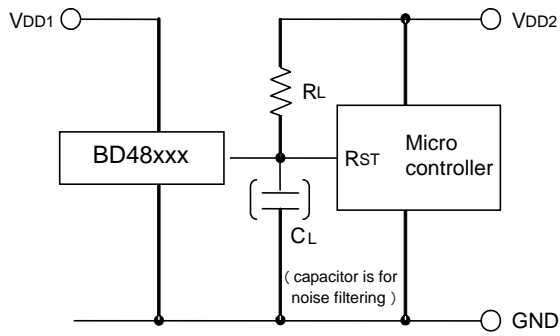 VDD1
VDD2
RL
BD48xxx
RST
Micro
controller
CL
( capacitor is for
noise filtering )
GND